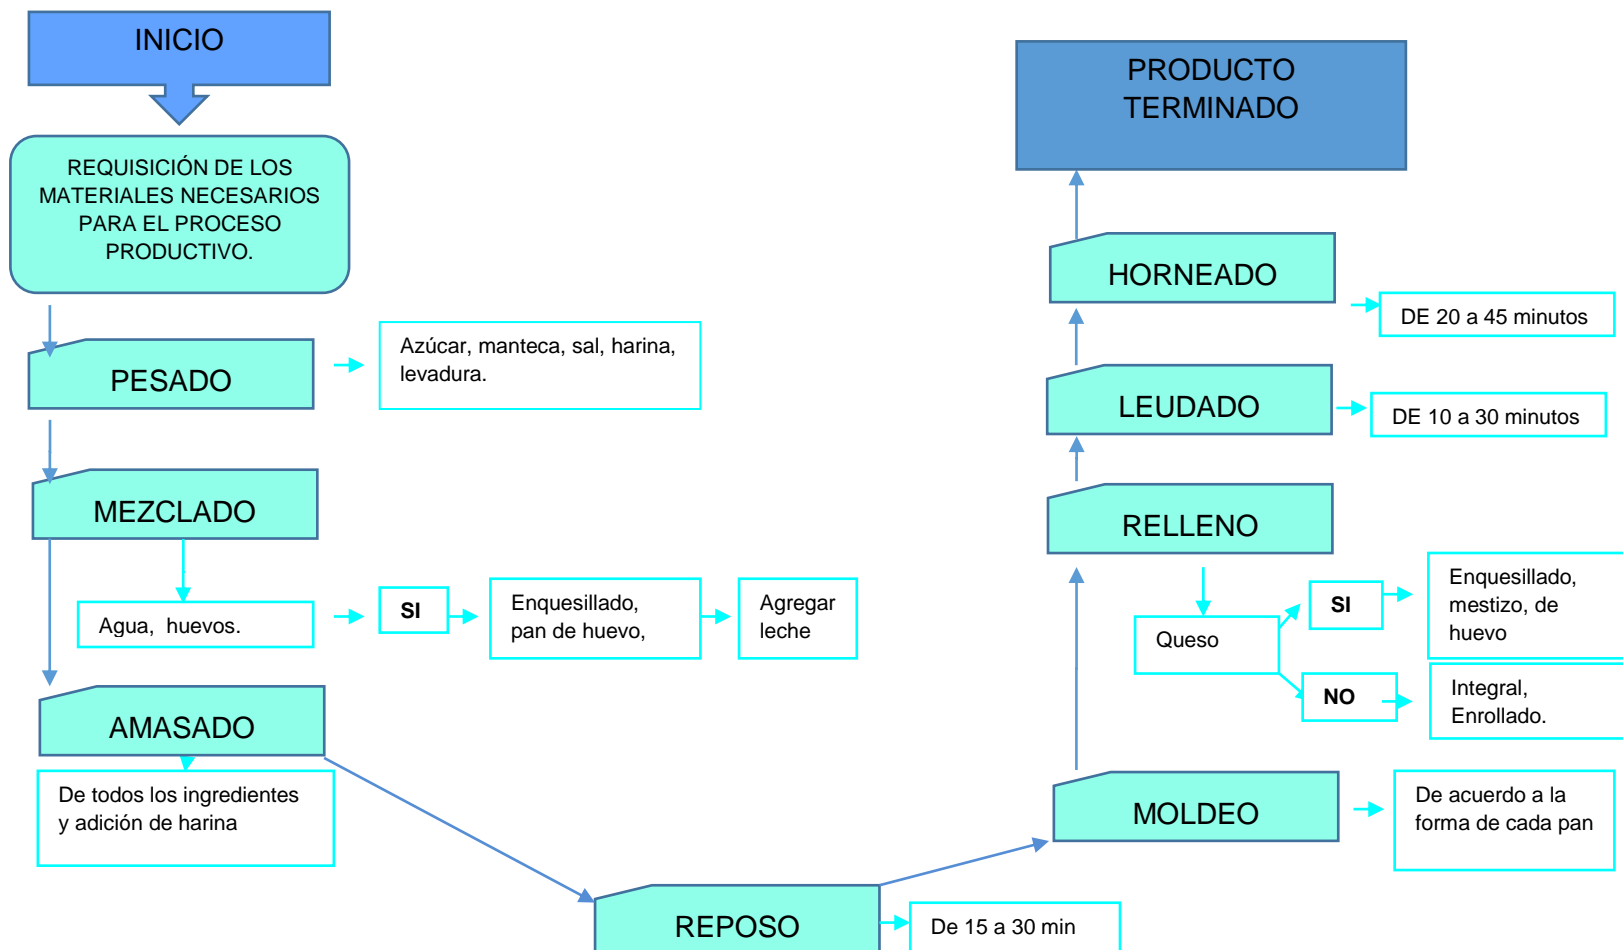 INICIO
REQUISICIÓN DE LOS
MATERIALES NECESARIOS
PARA EL PROCESO
PRODUCTIVO.
PESADO
Azúcar, manteca, sal, harina,
levadura.
MEZCLADO
Agua, huevos.
SI
Enquesillado,
pan de huevo,
Agregar
leche
AMASADO
De todos los ingredientes
y adición de harina
REPOSO
De 15 a 30 min
MOLDEO
De acuerdo a la
forma de cada pan
RELLENO
Queso
SI
Enquesillado,
mestizo, de
huevo
NO
Integral,
Enrollado.
LEUDADO
DE 10 a 30 minutos
HORNEADO
DE 20 a 45 minutos
PRODUCTO
TERMINADO